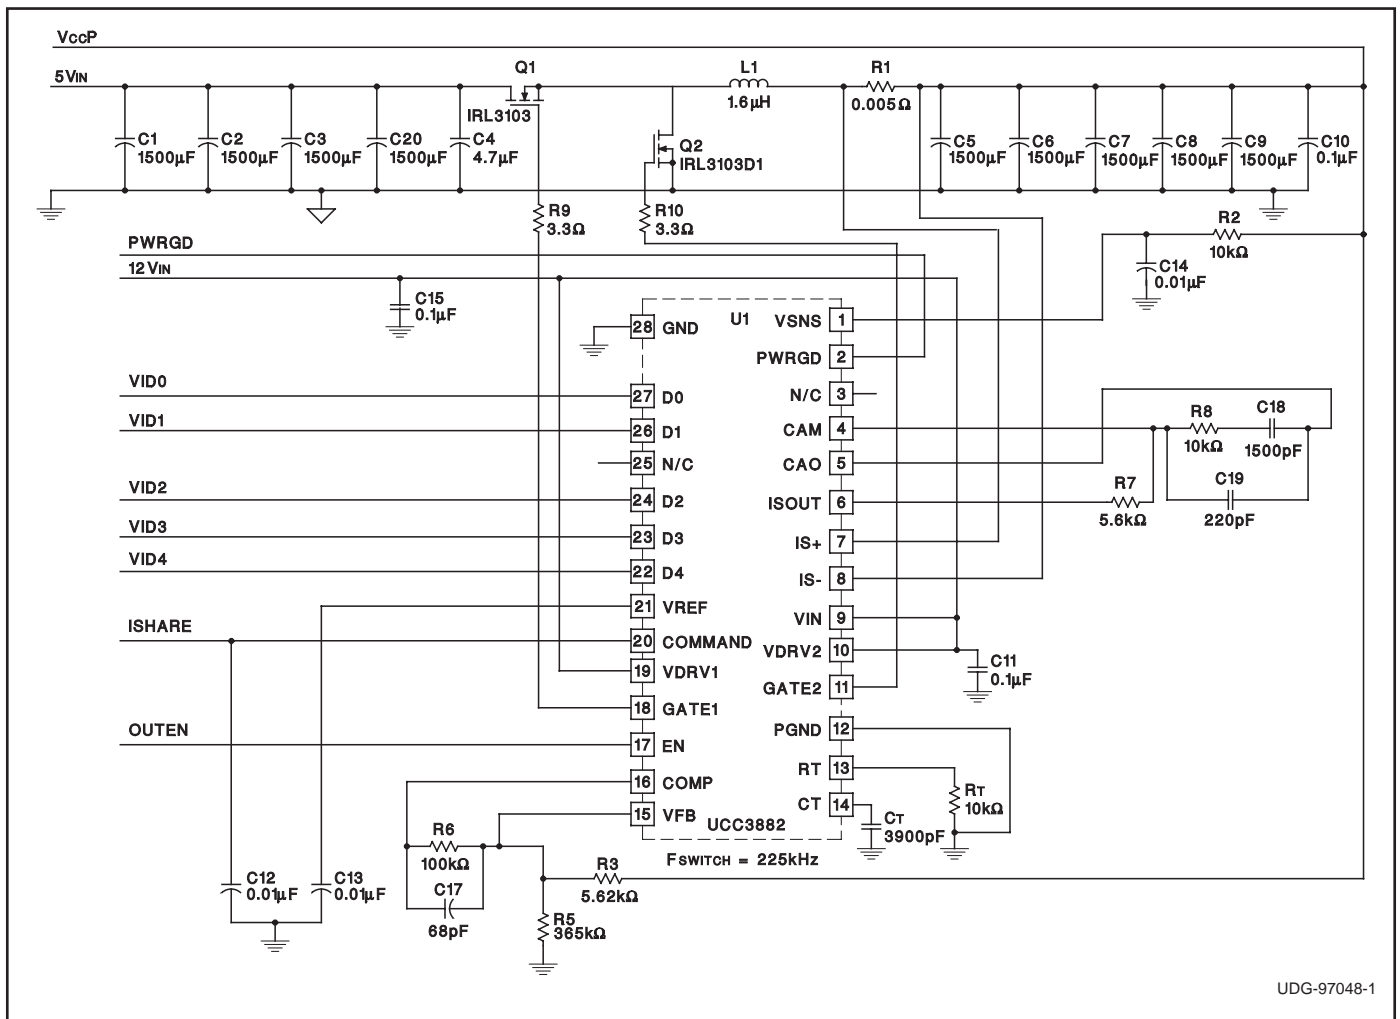 VccP
5VIN
Q1
IRL3103
L1
1.6µH
R1
0.005Ω
C1
1500µF
C2
1500µF
C3
1500µF
C20
1500µF
C4
4.7µF
Q2
IRL3103D1
C5
1500µF
C6
1500µF
C7
1500µF
C8
1500µF
C9
1500µF
C10
0.1µF
R9
3.3Ω
R10
3.3Ω
R2
10kΩ
C14
0.01µF
PWRGD
12VIN
C15
0.1µF
U1
28 GND
VSNS 1
PWRGD 2
VID0
27 D0
N/C 3
VID1
26 D1
CAM 4
R8
10kΩ
C18
1500pF
25 N/C
CAO 5
C19
220pF
VID2
24 D2
ISOUT 6
R7
5.6kΩ
VID3
23 D3
IS+ 7
VID4
22 D4
IS- 8
21 VREF
VIN 9
ISHARE
20 COMMAND
VDRV2 10
C11
0.1µF
19 VDRV1
GATE2 11
18 GATE1
PGND 12
OUTEN
17 EN
RT 13
RT
10kΩ
16 COMP
CT 14
CT
3900pF
15 VFB
UCC3882
FSWITCH = 225kHz
R6
100kΩ
C17
68pF
R3
5.62kΩ
R5
365kΩ
C12
0.01µF
C13
0.01µF
UDG-97048-1